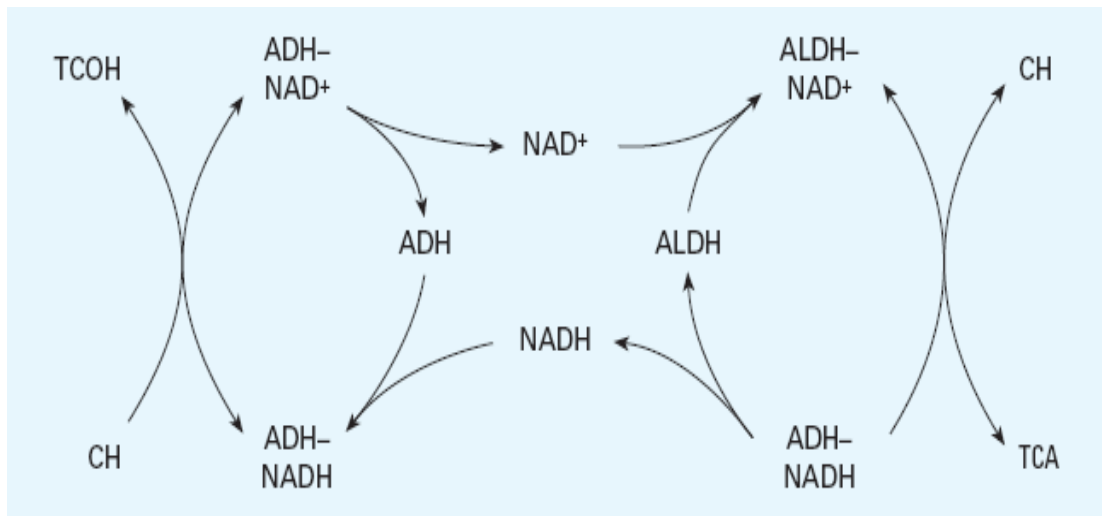 TCOH
ADH–
NAD+
ALDH–
NAD+
CH
NAD+
ADH
ALDH
NADH
CH
ADH–
NADH
ADH–
NADH
TCA